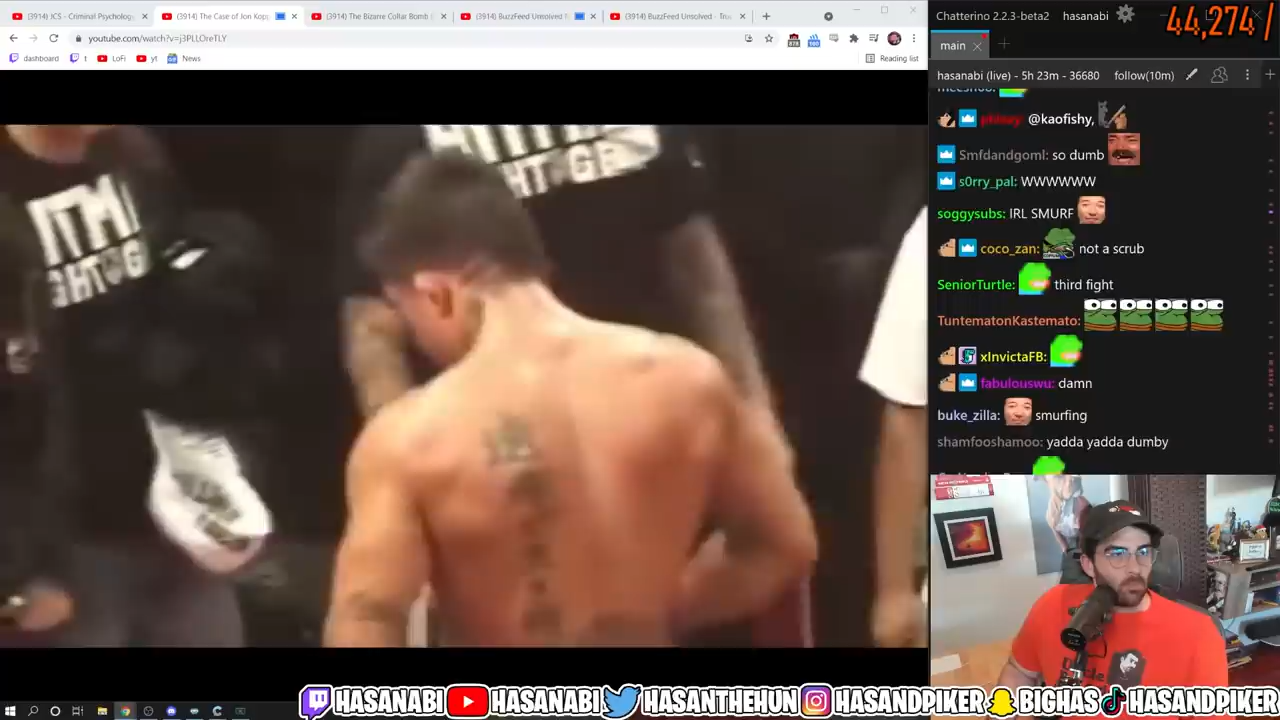 (3914) JCS - Criminal Psychology
(3914) The Case of Jon Kopp
(3914) The Bizarre Collar Bomb
(3914) BuzzFeed Unsolved
(3914) BuzzFeed Unsolved - Tru
youtube.com/watch?v=j3PLLOreTLY
dashboard
t
LoFi
yt
News
Reading list
Chatterino 2.2.3-beta2
hasanabi
44,274 /
main
hasanabi (live) - 5h 23m - 36680
follow(10m)
@kaofishy,
Smfdandgoml: so dumb
s0rry_pal: WWWWWW
soggysubs: IRL SMURF
coco_zan: not a scrub
SeniorTurtle: third fight
TuntematonKastemato:
xInvictaFB:
fabulouswu: damn
buke_zilla: smurfing
shamfooshamoo: yadda yadda dumby
HASANABI
HASANABI
HASANTHEHUN
HASANDPIKER
BIGHAS
HASANDPIKER